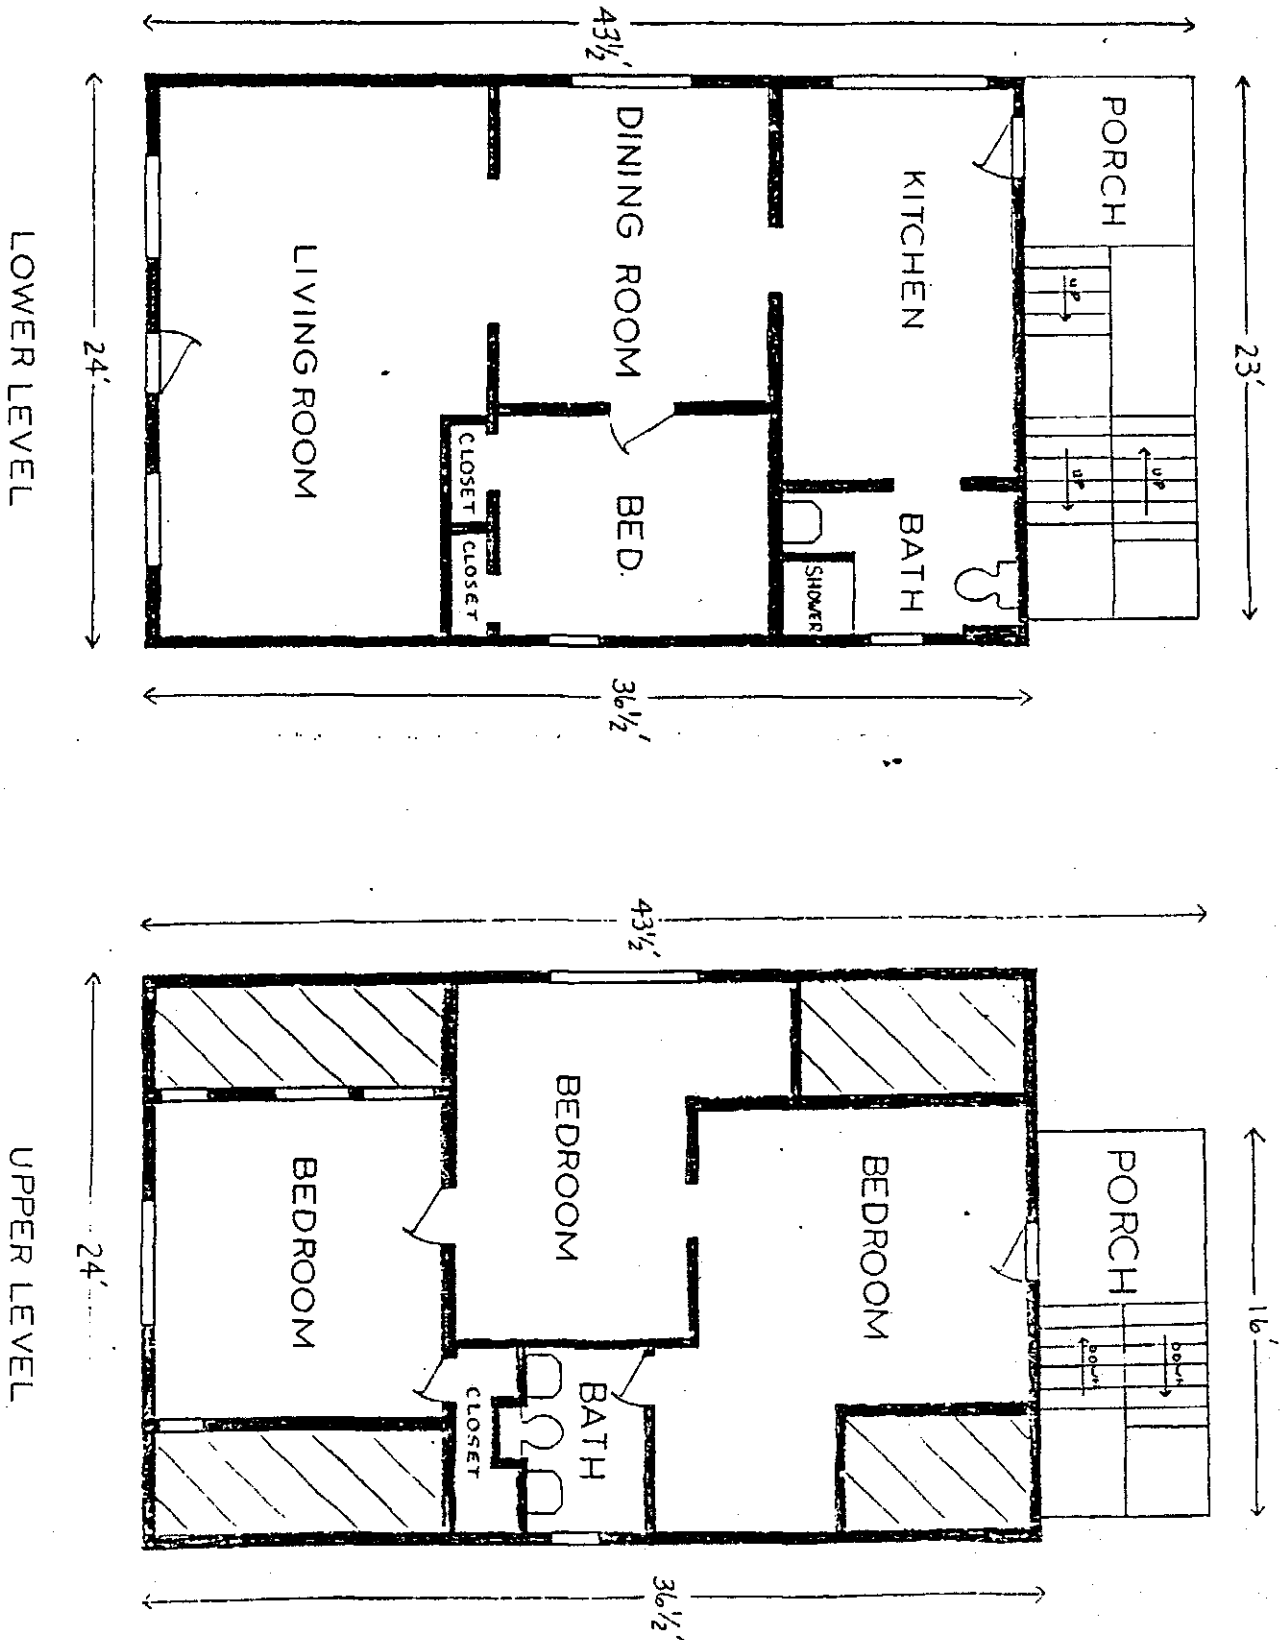 43½'
PORCH
KITCHEN
DINING ROOM
LIVING ROOM
UP
UP
UP
23'
24'
BATH
BED.
CLOSET
CLOSET
SHOWER
36½'
LOWER LEVEL
43½'
PORCH
BEDROOM
BEDROOM
BEDROOM
DOWN
DOWN
16'
24'
BATH
CLOSET
36½'
UPPER LEVEL